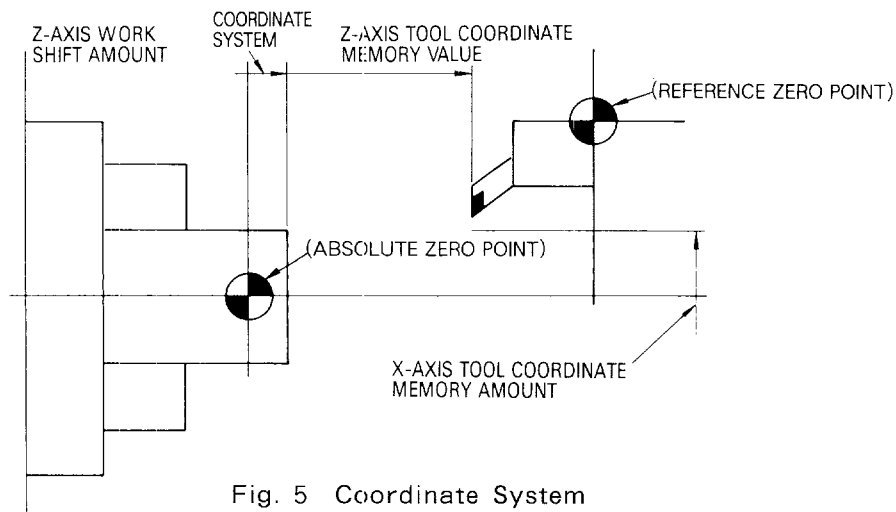 Z-AXIS WORK
SHIFT AMOUNT
COORDINATE
SYSTEM
Z-AXIS TOOL COORDINATE
MEMORY VALUE
(REFERENCE ZERO POINT)
(ABSOLUTE ZERO POINT)
X-AXIS TOOL COORDINATE
MEMORY AMOUNT
Fig. 5 Coordinate System